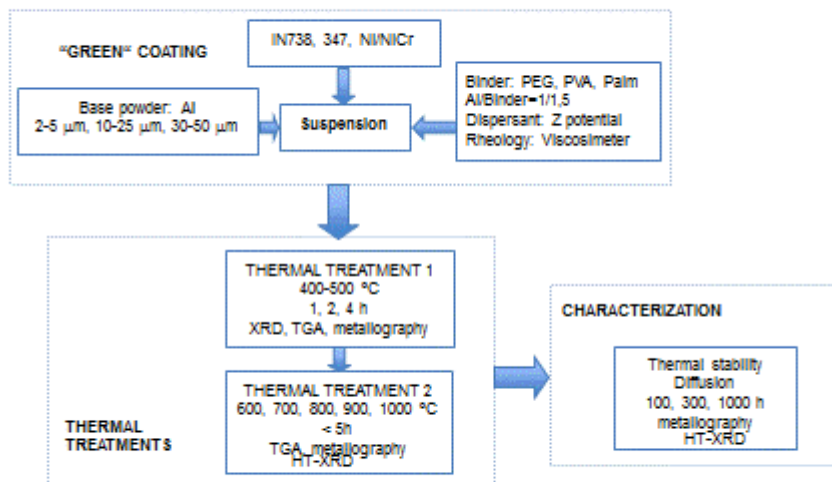 "GREEN" COATING
IN738, 347, Ni/NiCr
Base powder: Al
2-5 µm, 10-25 µm, 30-50 µm
Suspension
Binder: PEG, PVA, Palm
Al/Binder=1/1,5
Dispersant: Z potential
Rheology: Viscosimeter
THERMAL TREATMENT 1
400-500 ºC
1, 2, 4 h
XRD, TGA, metallography
THERMAL TREATMENT 2
600, 700, 800, 900, 1000 ºC
< 5h
TGA, metallography
HT-XRD
THERMAL
TREATMENTS
CHARACTERIZATION
Thermal stability
Diffusion
100, 300, 1000 h
metallography
HT-XRD